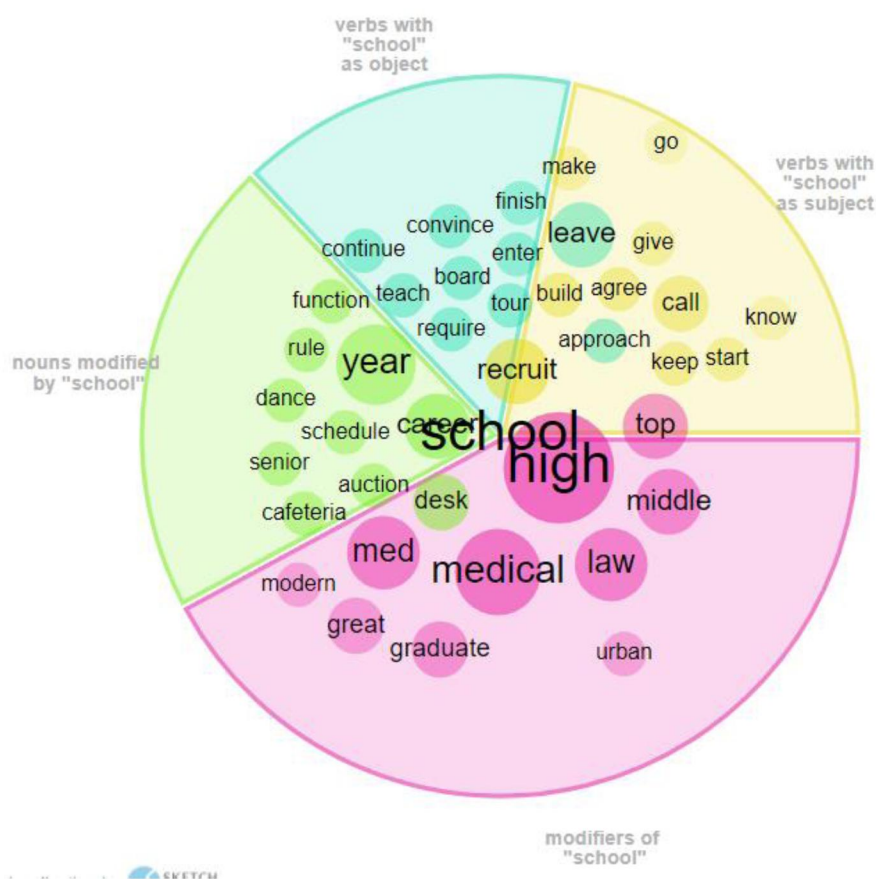 verbs with
"school"
as object
verbs with
"school"
as subject
go
make
finish
convince
leave
give
continue
enter
board
function
teach
tour
build
agree
call
know
require
approach
rule
nouns modified
by "school"
year
recruit
keep
start
dance
schedule
career
school
top
high
senior
auction
desk
middle
cafeteria
med
medical
law
modern
great
graduate
urban
modifiers of
"school"
SKETCH